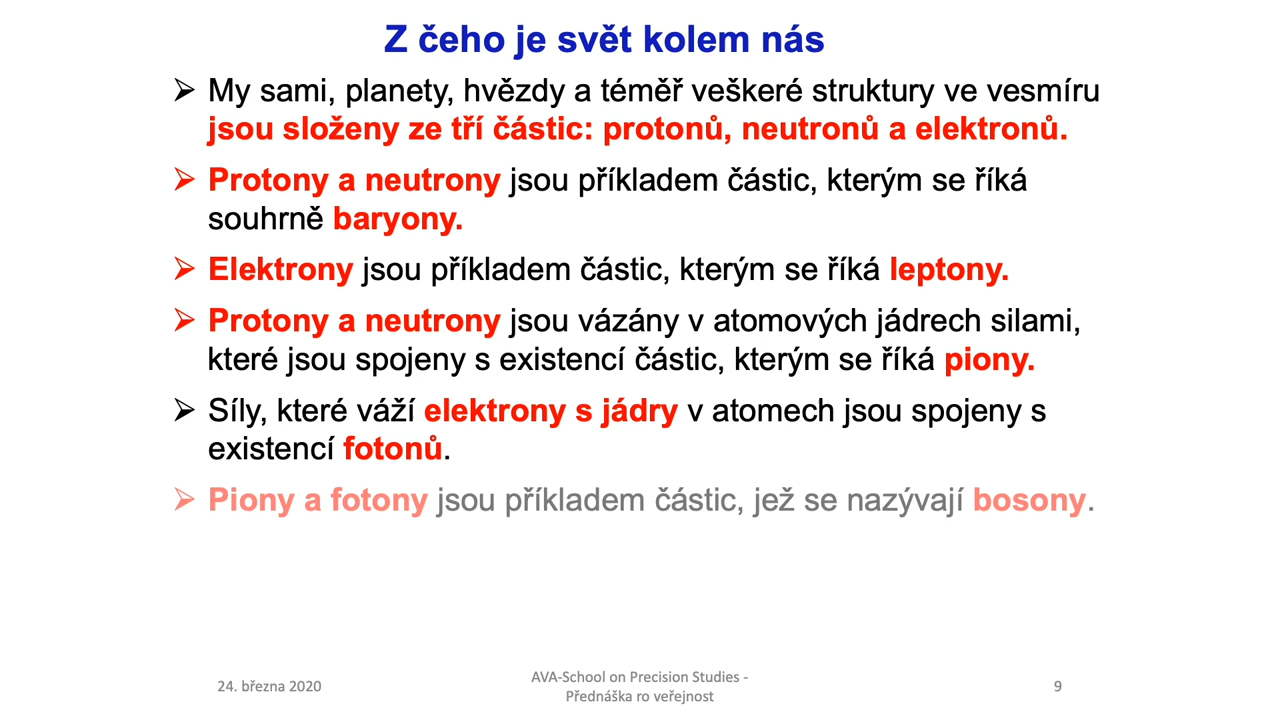 Z čeho je svět kolem nás
➢ My sami, planety, hvězdy a téměř veškeré struktury ve vesmíru
jsou složeny ze tří částic: protonů, neutronů a elektronů.
➢ Protony a neutrony jsou příkladem částic, kterým se říká
souhrně baryony.
➢ Elektrony jsou příkladem částic, kterým se říká leptony.
➢ Protony a neutrony jsou vázány v atomových jádrech silami,
které jsou spojeny s existencí částic, kterým se říká piony.
➢ Síly, které váží elektrony s jádry v atomech jsou spojeny s
existencí fotonů.
➢ Piony a fotony jsou příkladem částic, jež se nazývají bosony.
24. března 2020
AVA-School on Precision Studies -
Přednáška ro veřejnost
9